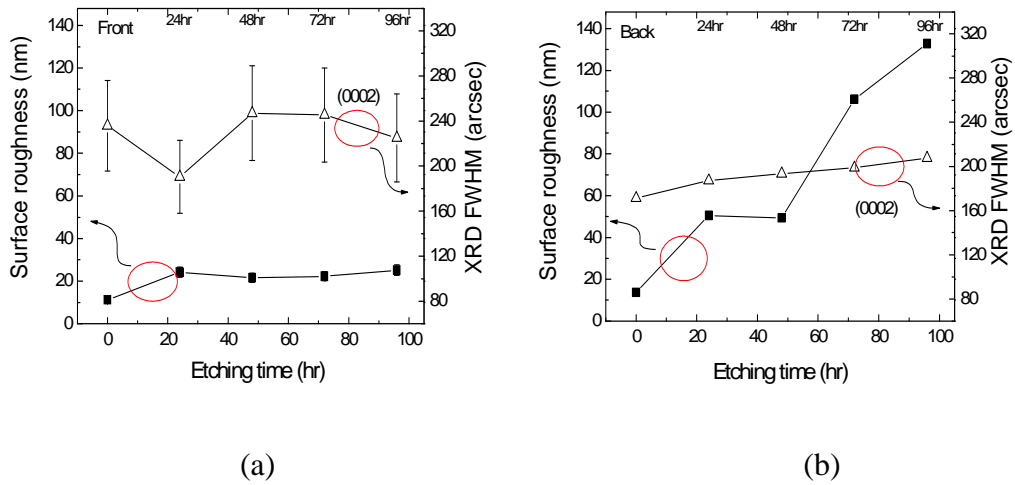 Front
24hr 48hr 72hr 96hr
Surface roughness (nm)
140
120
100
80
60
40
20
0
(0002)
320
280
240
200
160
120
80
XRD FWHM (arcsec)
0 20 40 60 80 100
Etching time (hr)
(a)
Back
24hr 48hr 72hr 96hr
Surface roughness (nm)
140
120
100
80
60
40
20
0
(0002)
320
280
240
200
160
120
80
XRD FWHM (arcsec)
0 20 40 60 80 100
Etching time (hr)
(b)